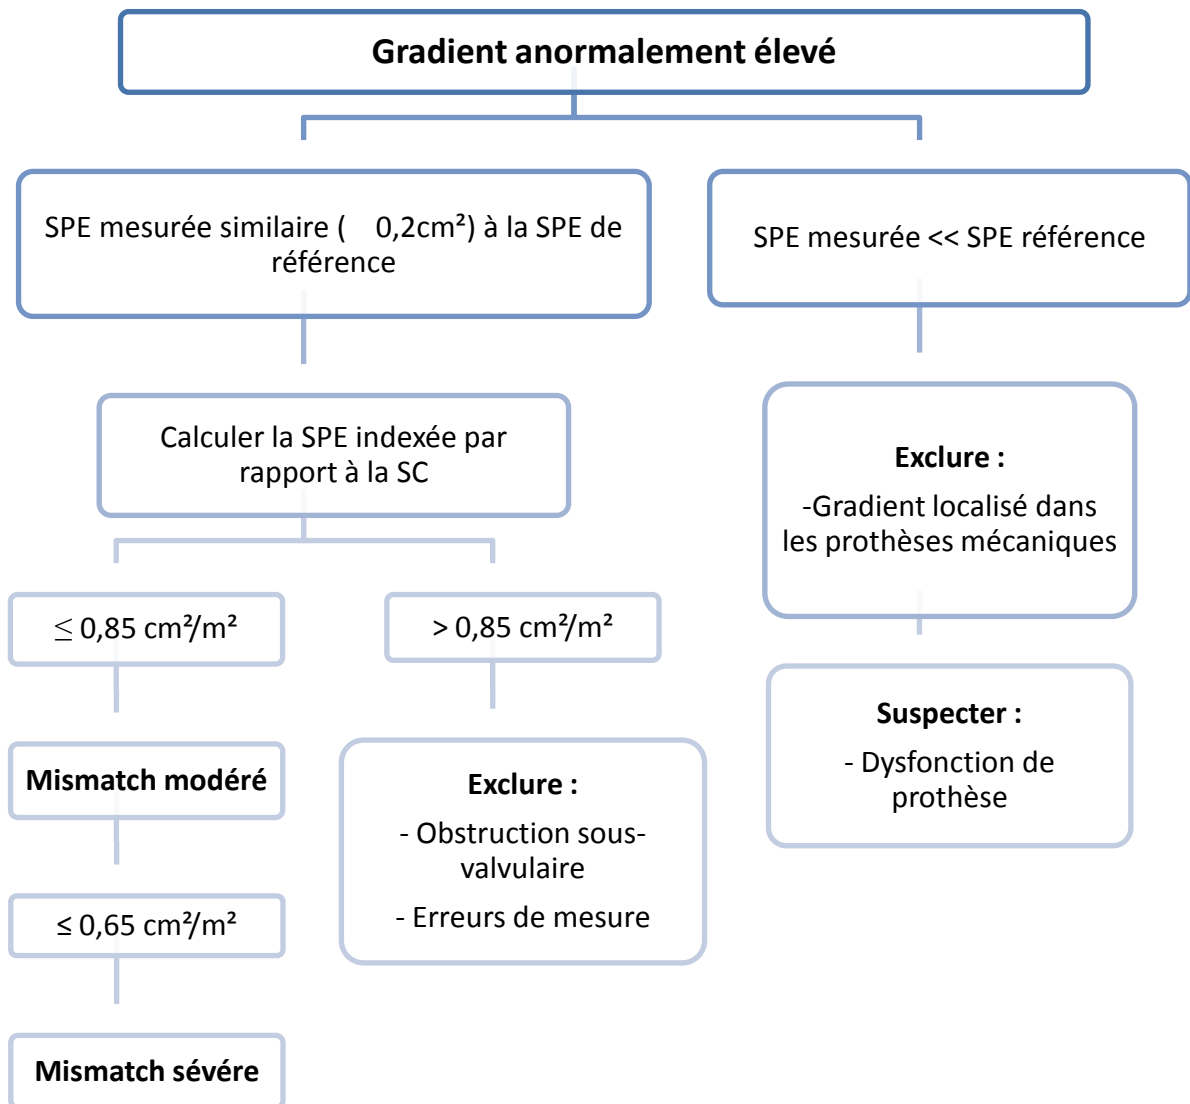 Gradient anormalement élevé
SPE mesurée similaire (    0,2cm²) à la SPE de
référence
SPE mesurée << SPE référence
Calculer la SPE indexée par
rapport à la SC
≤ 0,85 cm²/m²
> 0,85 cm²/m²
Mismatch modéré
≤ 0,65 cm²/m²
Mismatch sévére
Exclure :
- Obstruction sous-
valvulaire
- Erreurs de mesure
Exclure :
-Gradient localisé dans
les prothèses mécaniques
Suspecter :
- Dysfonction de
prothèse